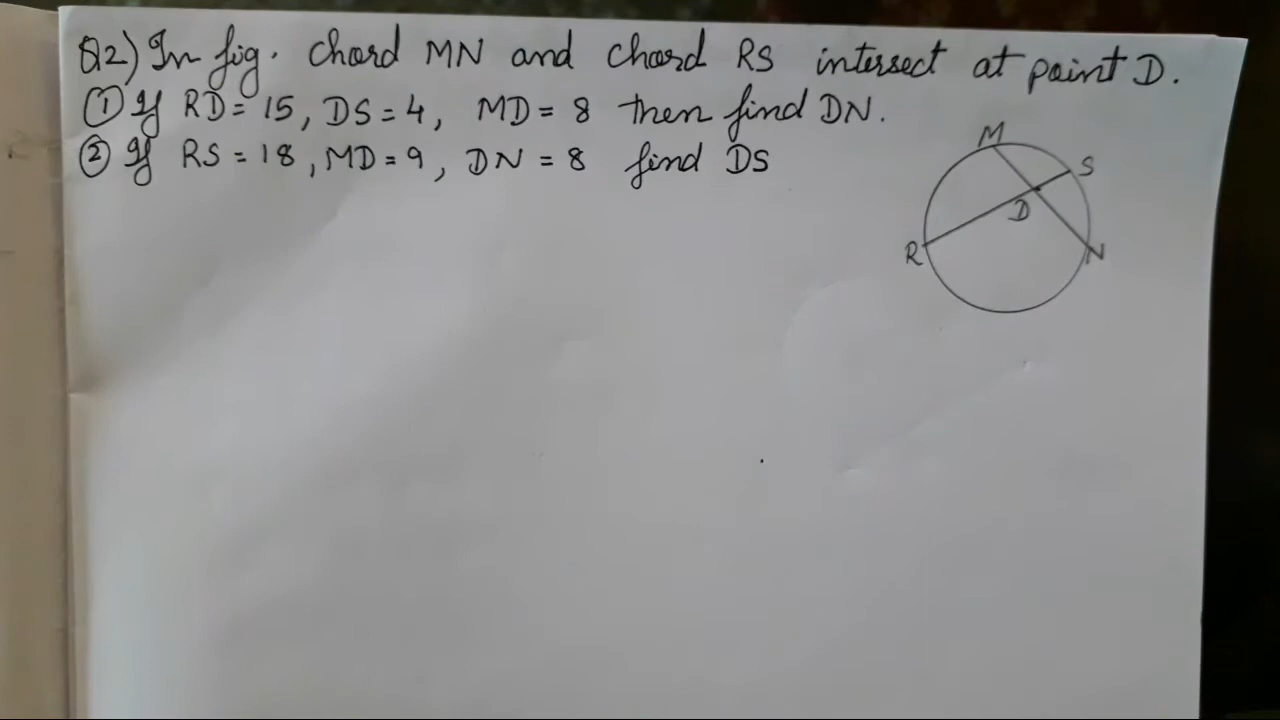 Q2) In fig. chord MN and chord RS intersect at point D.
① If RD = 15, DS = 4, MD = 8 then find DN.
② If RS = 18, MD = 9, DN = 8 find DS
M
S
D
R
N